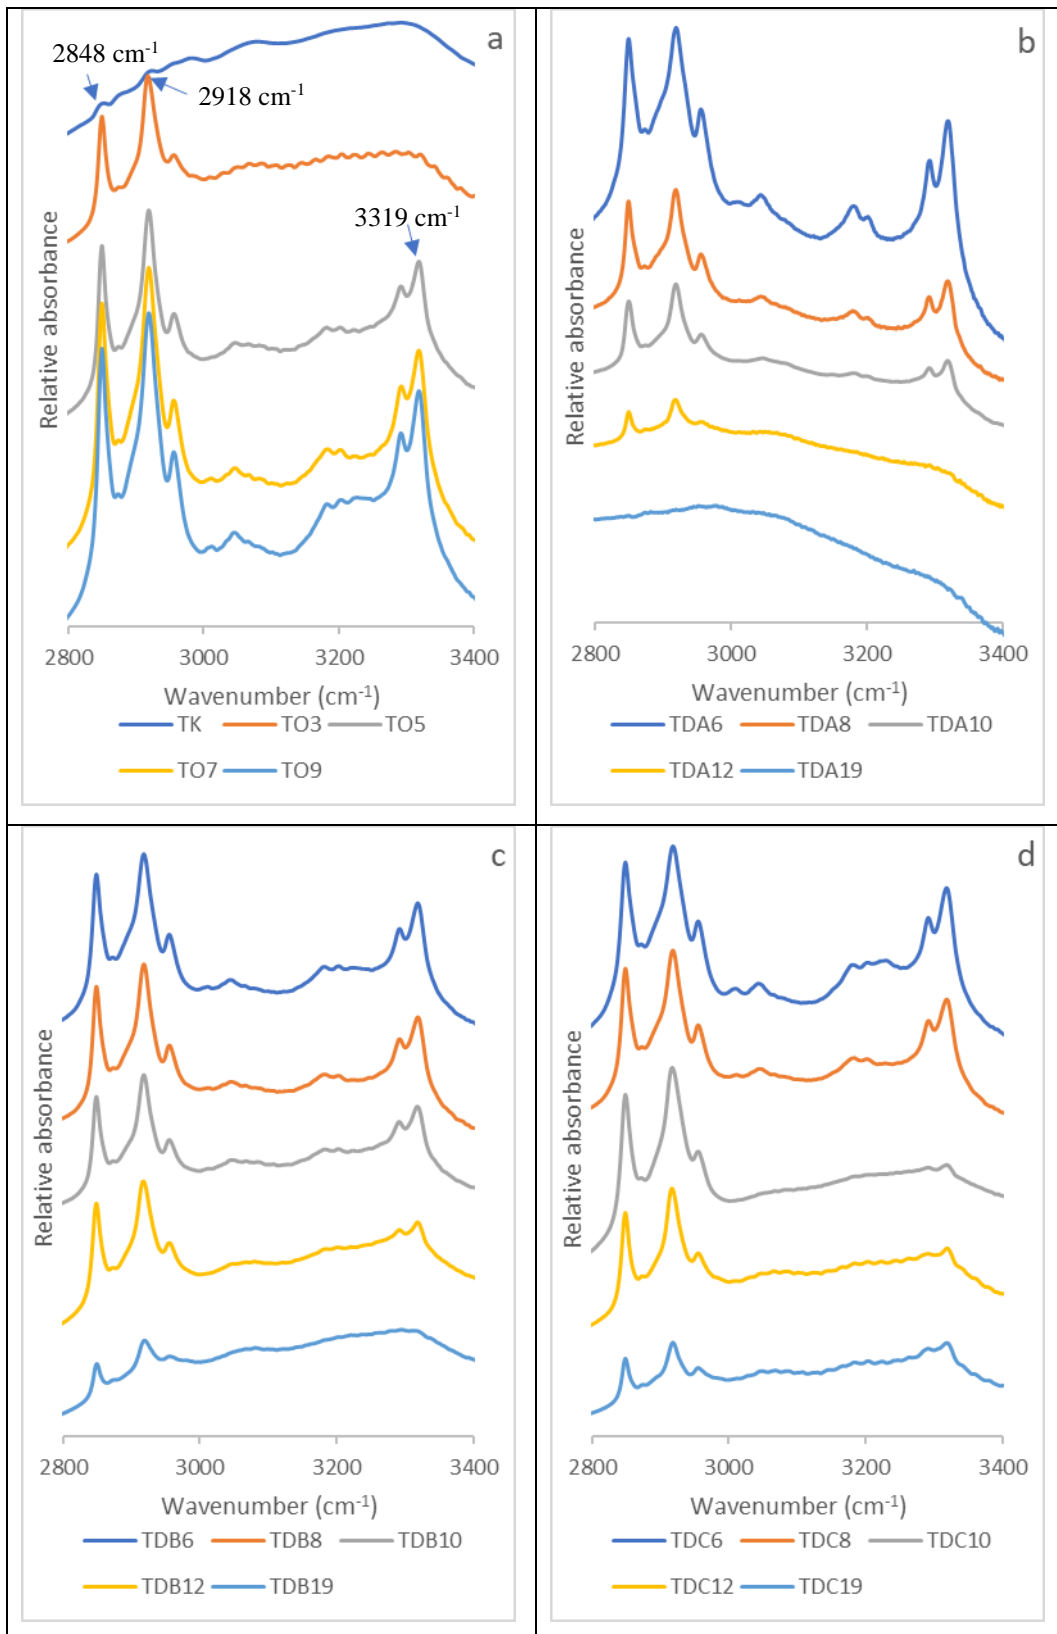 a
2848 cm-1
2918 cm-1
3319 cm-1
Relative absorbance
2800 3000 3200 3400
Wavenumber (cm-1)
TK TO3 TO5
TO7 TO9
b
Relative absorbance
2800 3000 3200 3400
Wavenumber (cm-1)
TDA6 TDA8 TDA10
TDA12 TDA19
c
Relative absorbance
2800 3000 3200 3400
Wavenumber (cm-1)
TDB6 TDB8 TDB10
TDB12 TDB19
d
Relative absorbance
2800 3000 3200 3400
Wavenumber (cm-1)
TDC6 TDC8 TDC10
TDC12 TDC19